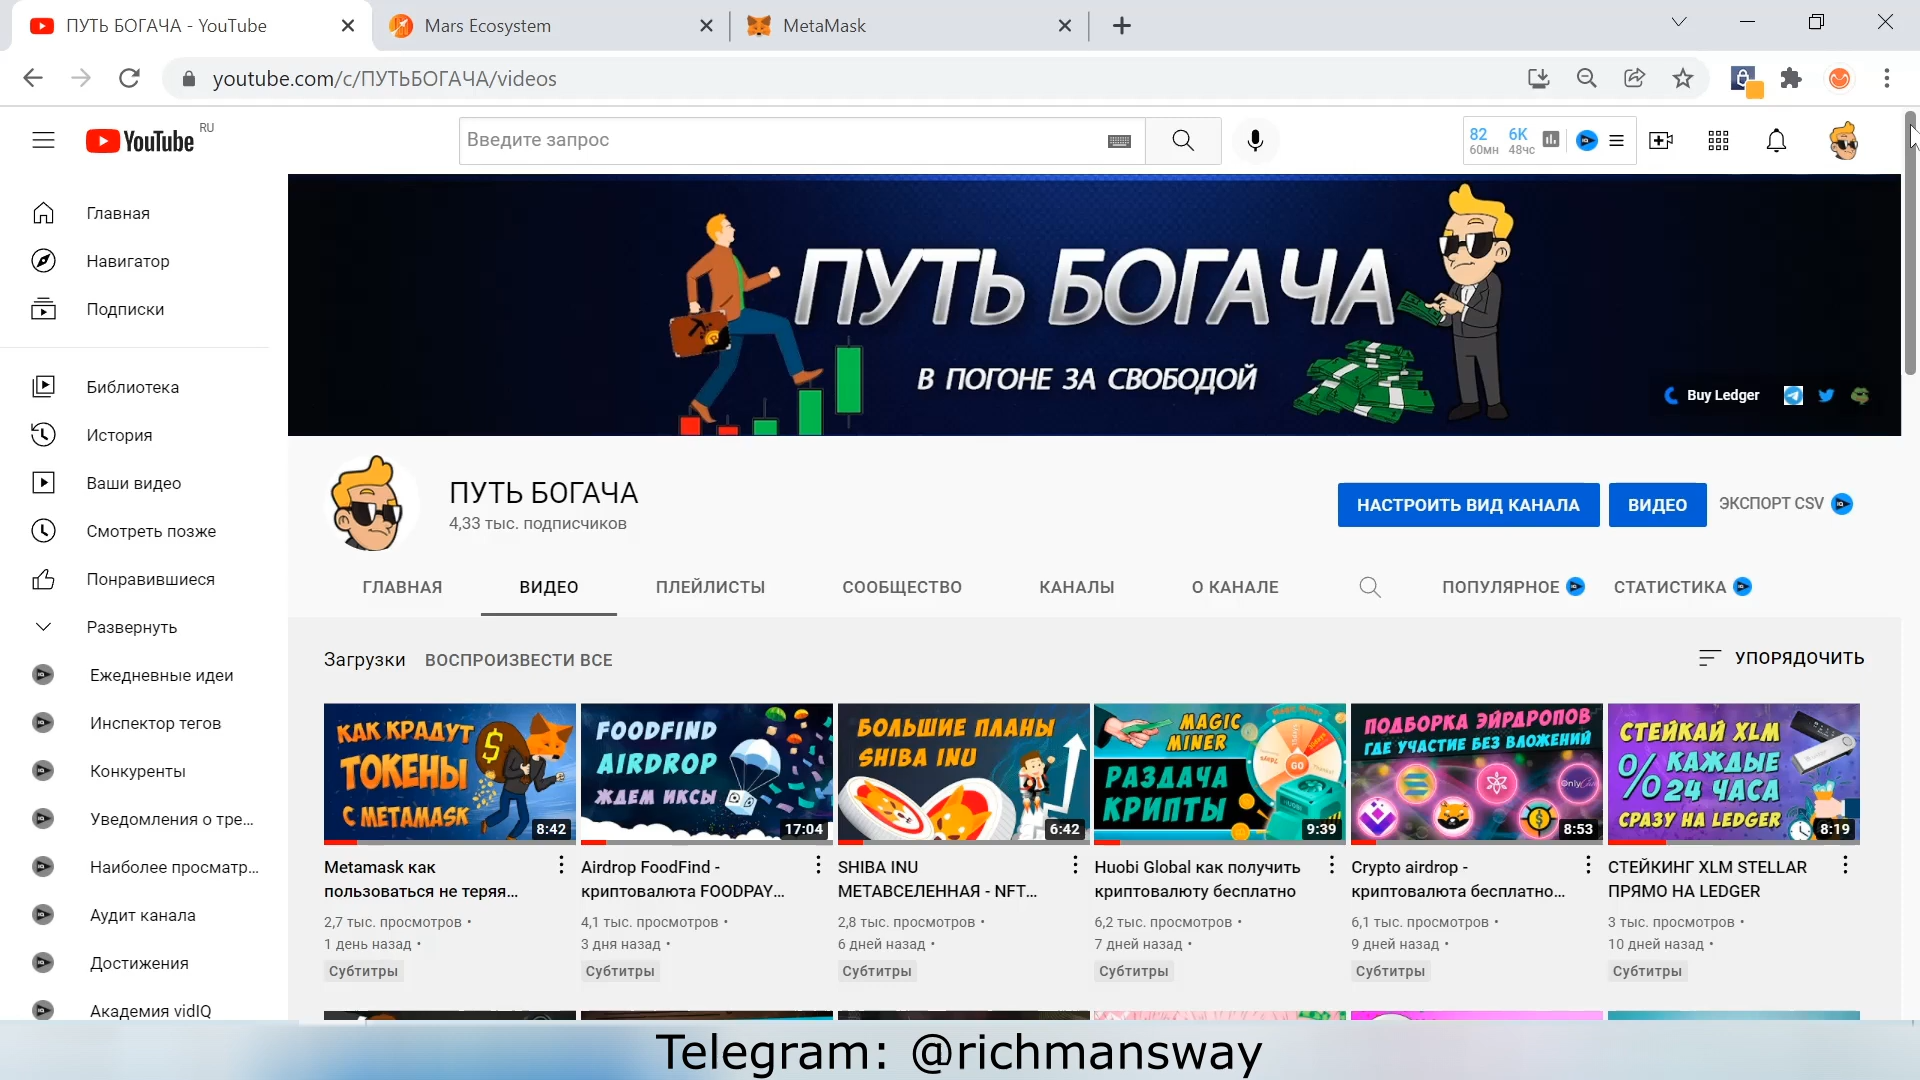 ПУТЬ БОГАЧА - YouTube
Mars Ecosystem
MetaMask
youtube.com/c/ПУТЬБОГАЧА/videos
YouTube RU
Введите запрос
82 6K
60мн 48чс
Главная
Навигатор
Подписки
Библиотека
История
Ваши видео
Смотреть позже
Понравившиеся
Развернуть
Ежедневные идеи
Инспектор тегов
Конкуренты
Уведомления о тре...
Наиболее просматр...
Аудит канала
Достижения
Академия vidIQ
ПУТЬ БОГАЧА
В ПОГОНЕ ЗА СВОБОДОЙ
Buy Ledger
ПУТЬ БОГАЧА
4,33 тыс. подписчиков
НАСТРОИТЬ ВИД КАНАЛА
ВИДЕО
ЭКСПОРТ CSV
ГЛАВНАЯ
ВИДЕО
ПЛЕЙЛИСТЫ
СООБЩЕСТВО
КАНАЛЫ
О КАНАЛЕ
ПОПУЛЯРНОЕ
СТАТИСТИКА
Загрузки
ВОСПРОИЗВЕСТИ ВСЕ
УПОРЯДОЧИТЬ
КАК КРАДУТ
ТОКЕНЫ
С METAMASK
8:42
Metamask как
пользоваться не теряя...
2,7 тыс. просмотров •
1 день назад •
Субтитры
FOODFIND
AIRDROP
ЖДЕМ ИКСЫ
17:04
Airdrop FoodFind -
криптовалюта FOODPAY...
4,1 тыс. просмотров •
3 дня назад •
Субтитры
БОЛЬШИЕ ПЛАНЫ
SHIBA INU
6:42
SHIBA INU
МЕТАВСЕЛЕННАЯ - NFT...
2,8 тыс. просмотров •
6 дней назад •
Субтитры
MAGIC
MINER
GO
РАЗДАЧА
КРИПТЫ
9:39
Huobi Global как получить
криптовалюту бесплатно
6,2 тыс. просмотров •
7 дней назад •
Субтитры
ПОДБОРКА ЭЙРДРОПОВ
ГДЕ УЧАСТИЕ БЕЗ ВЛОЖЕНИЙ
8:53
Crypto airdrop -
криптовалюта бесплатно...
6,1 тыс. просмотров •
9 дней назад •
Субтитры
СТЕЙКАЙ XLM
% КАЖДЫЕ
24 ЧАСА
СРАЗУ НА LEDGER
8:19
СТЕЙКИНГ XLM STELLAR
ПРЯМО НА LEDGER
3 тыс. просмотров •
10 дней назад •
Субтитры
Telegram: @richmansway